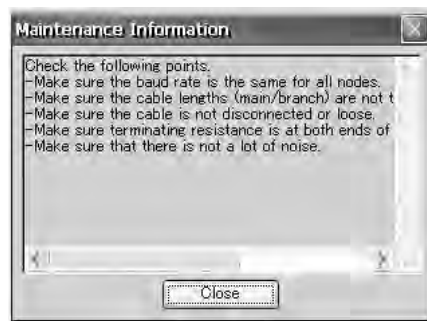 Maintenance Information
Check the following points.
-Make sure the baud rate is the same for all nodes.
-Make sure the cable lengths (main/branch) are not t
-Make sure the cable is not disconnected or loose.
-Make sure terminating resistance is at both ends of
-Make sure that there is not a lot of noise.
Close